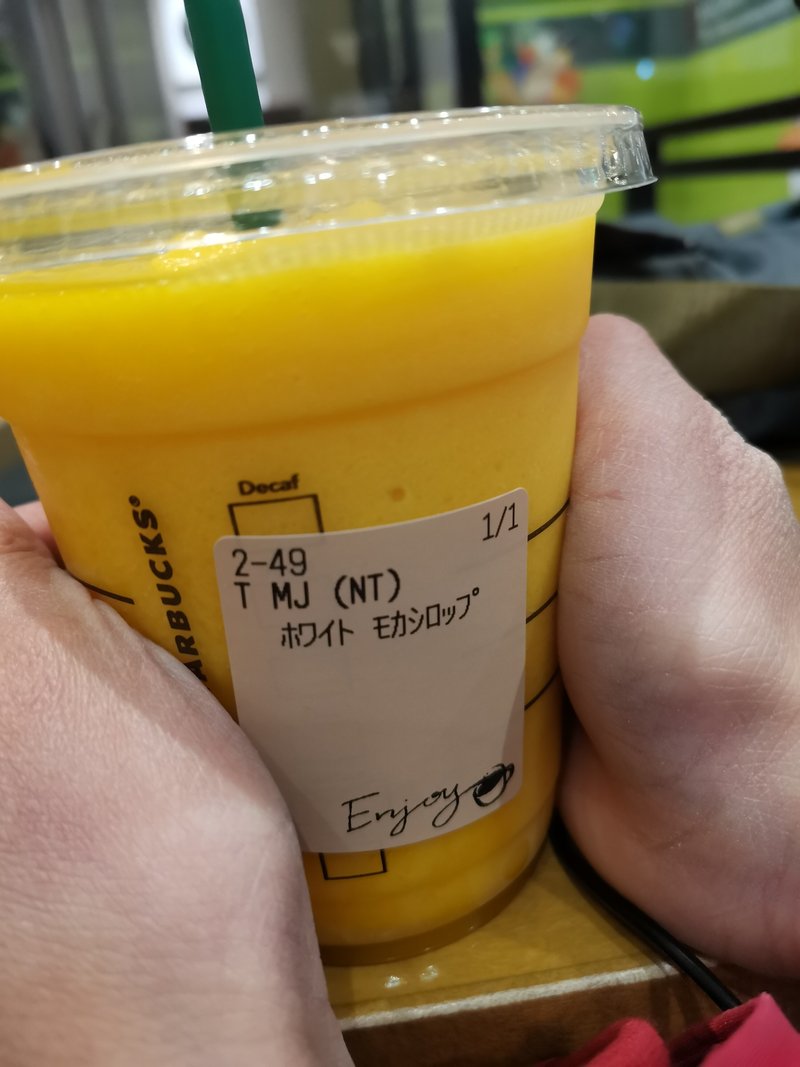 Decaf
STARBUCKS®
1/1
2-49
T MJ (NT)
ﾎﾜｲﾄ ﾓｶｼﾛｯﾌﾟ
Enjoy